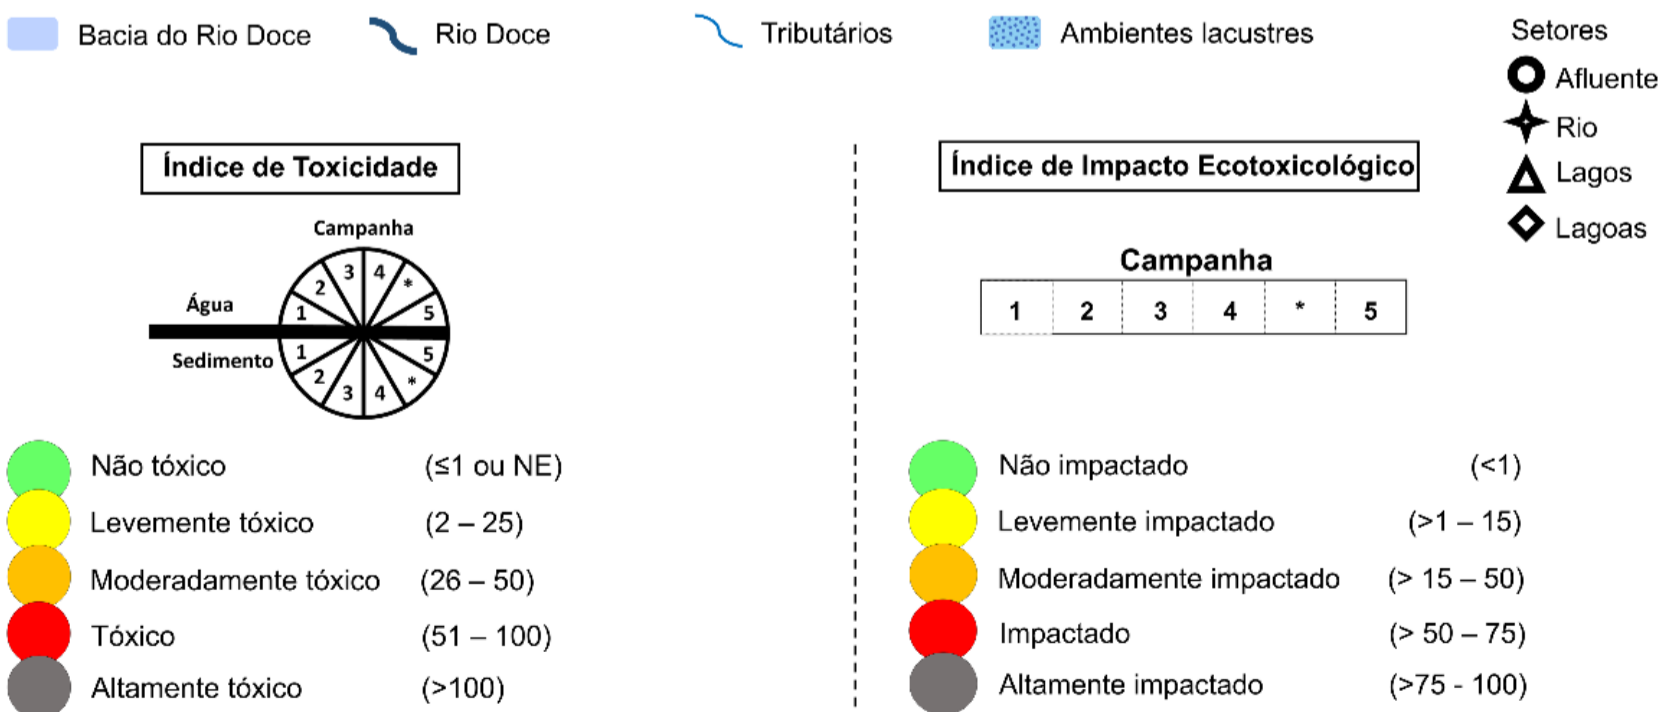 Bacia do Rio Doce
Rio Doce
Tributários
Ambientes lacustres
Setores
Afluente
Rio
Lagos
Lagoas
Índice de Toxicidade
Campanha
Água
Sedimento
1 2 3 4 * 5
1 2 3 4 * 5
Não tóxico (≤1 ou NE)
Levemente tóxico (2 – 25)
Moderadamente tóxico (26 – 50)
Tóxico (51 – 100)
Altamente tóxico (>100)
Índice de Impacto Ecotoxicológico
Campanha
1 2 3 4 * 5
Não impactado (<1)
Levemente impactado (>1 – 15)
Moderadamente impactado (> 15 – 50)
Impactado (> 50 – 75)
Altamente impactado (>75 - 100)